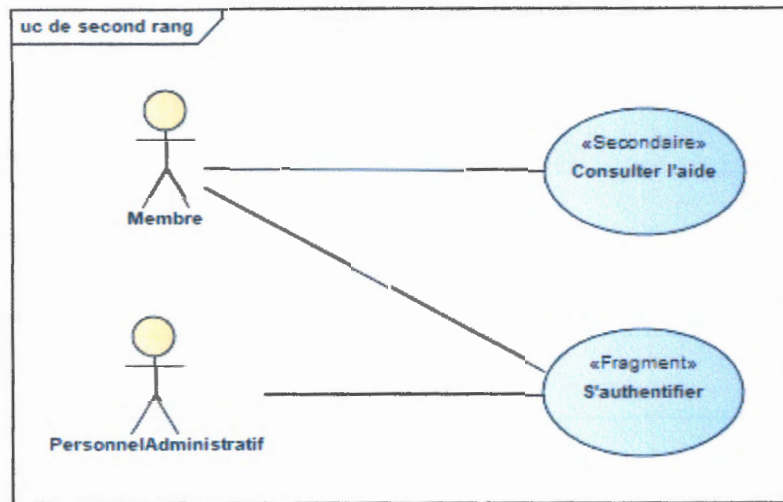 uc de second rang
«Secondaire»
Consulter l'aide
Membre
«Fragment»
S'authentifier
PersonnelAdministratif